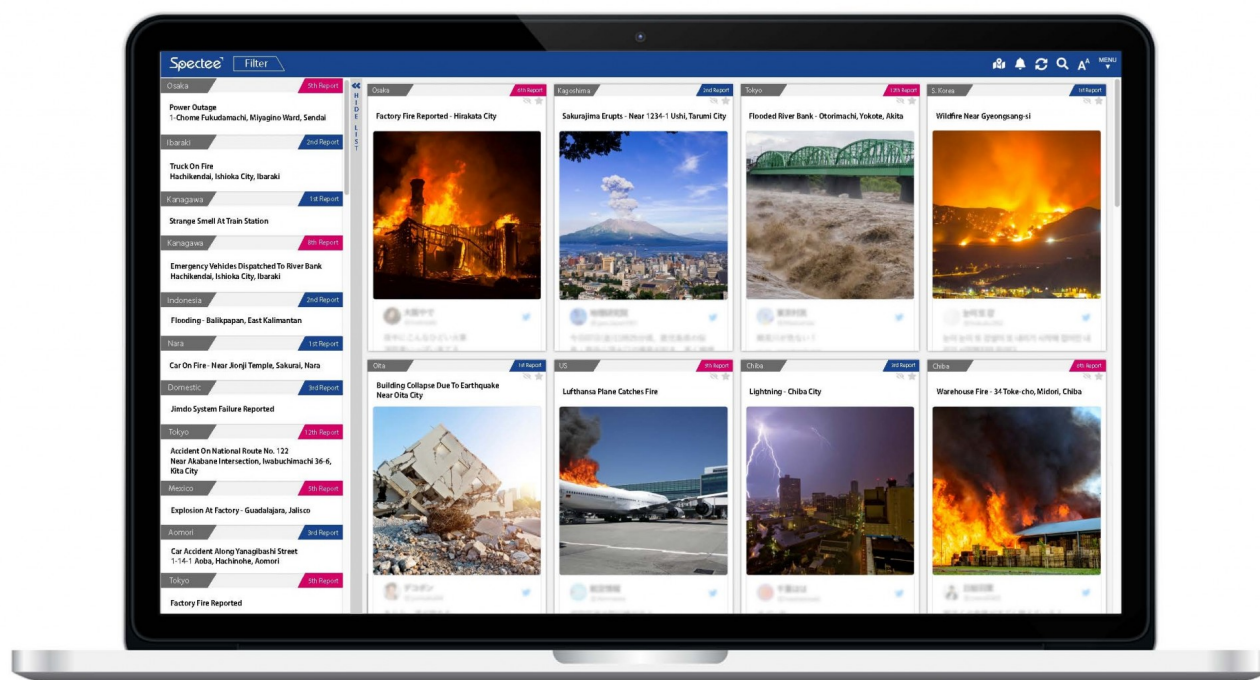 Spectee
Filter
MENU
HIDE LIST
Osaka
5th Report
Power Outage
1-Chome Fukudamachi, Miyagino Ward, Sendai
Ibaraki
2nd Report
Truck On Fire
Hachikendai, Ishioka City, Ibaraki
Kanagawa
1st Report
Strange Smell At Train Station
Kanagawa
8th Report
Emergency Vehicles Dispatched To River Bank
Hachikendai, Ishioka City, Ibaraki
Indonesia
2nd Report
Flooding - Balikpapan, East Kalimantan
Nara
1st Report
Car On Fire - Near Jionji Temple, Sakurai, Nara
Domestic
3rd Report
Jimdo System Failure Reported
Tokyo
12th Report
Accident On National Route No. 122
Near Akabane Intersection, Iwabuchimachi 36-6,
Kita City
Mexico
5th Report
Explosion At Factory - Guadalajara, Jalisco
Aomori
3rd Report
Car Accident Along Yanagibashi Street
1-14-1 Aoba, Hachinohe, Aomori
Tokyo
5th Report
Factory Fire Reported
Osaka
6th Report
Factory Fire Reported - Hirakata City
Kagoshima
2nd Report
Sakurajima Erupts - Near 1234-1 Ushi, Tarumi City
Tokyo
12th Report
Flooded River Bank - Otorimachi, Yokote, Akita
S. Korea
1st Report
Wildfire Near Gyeongsang-si
Oita
1st Report
Building Collapse Due To Earthquake
Near Oita City
US
5th Report
Lufthansa Plane Catches Fire
Chiba
3rd Report
Lightning - Chiba City
Chiba
6th Report
Warehouse Fire - 34 Toke-cho, Midori, Chiba